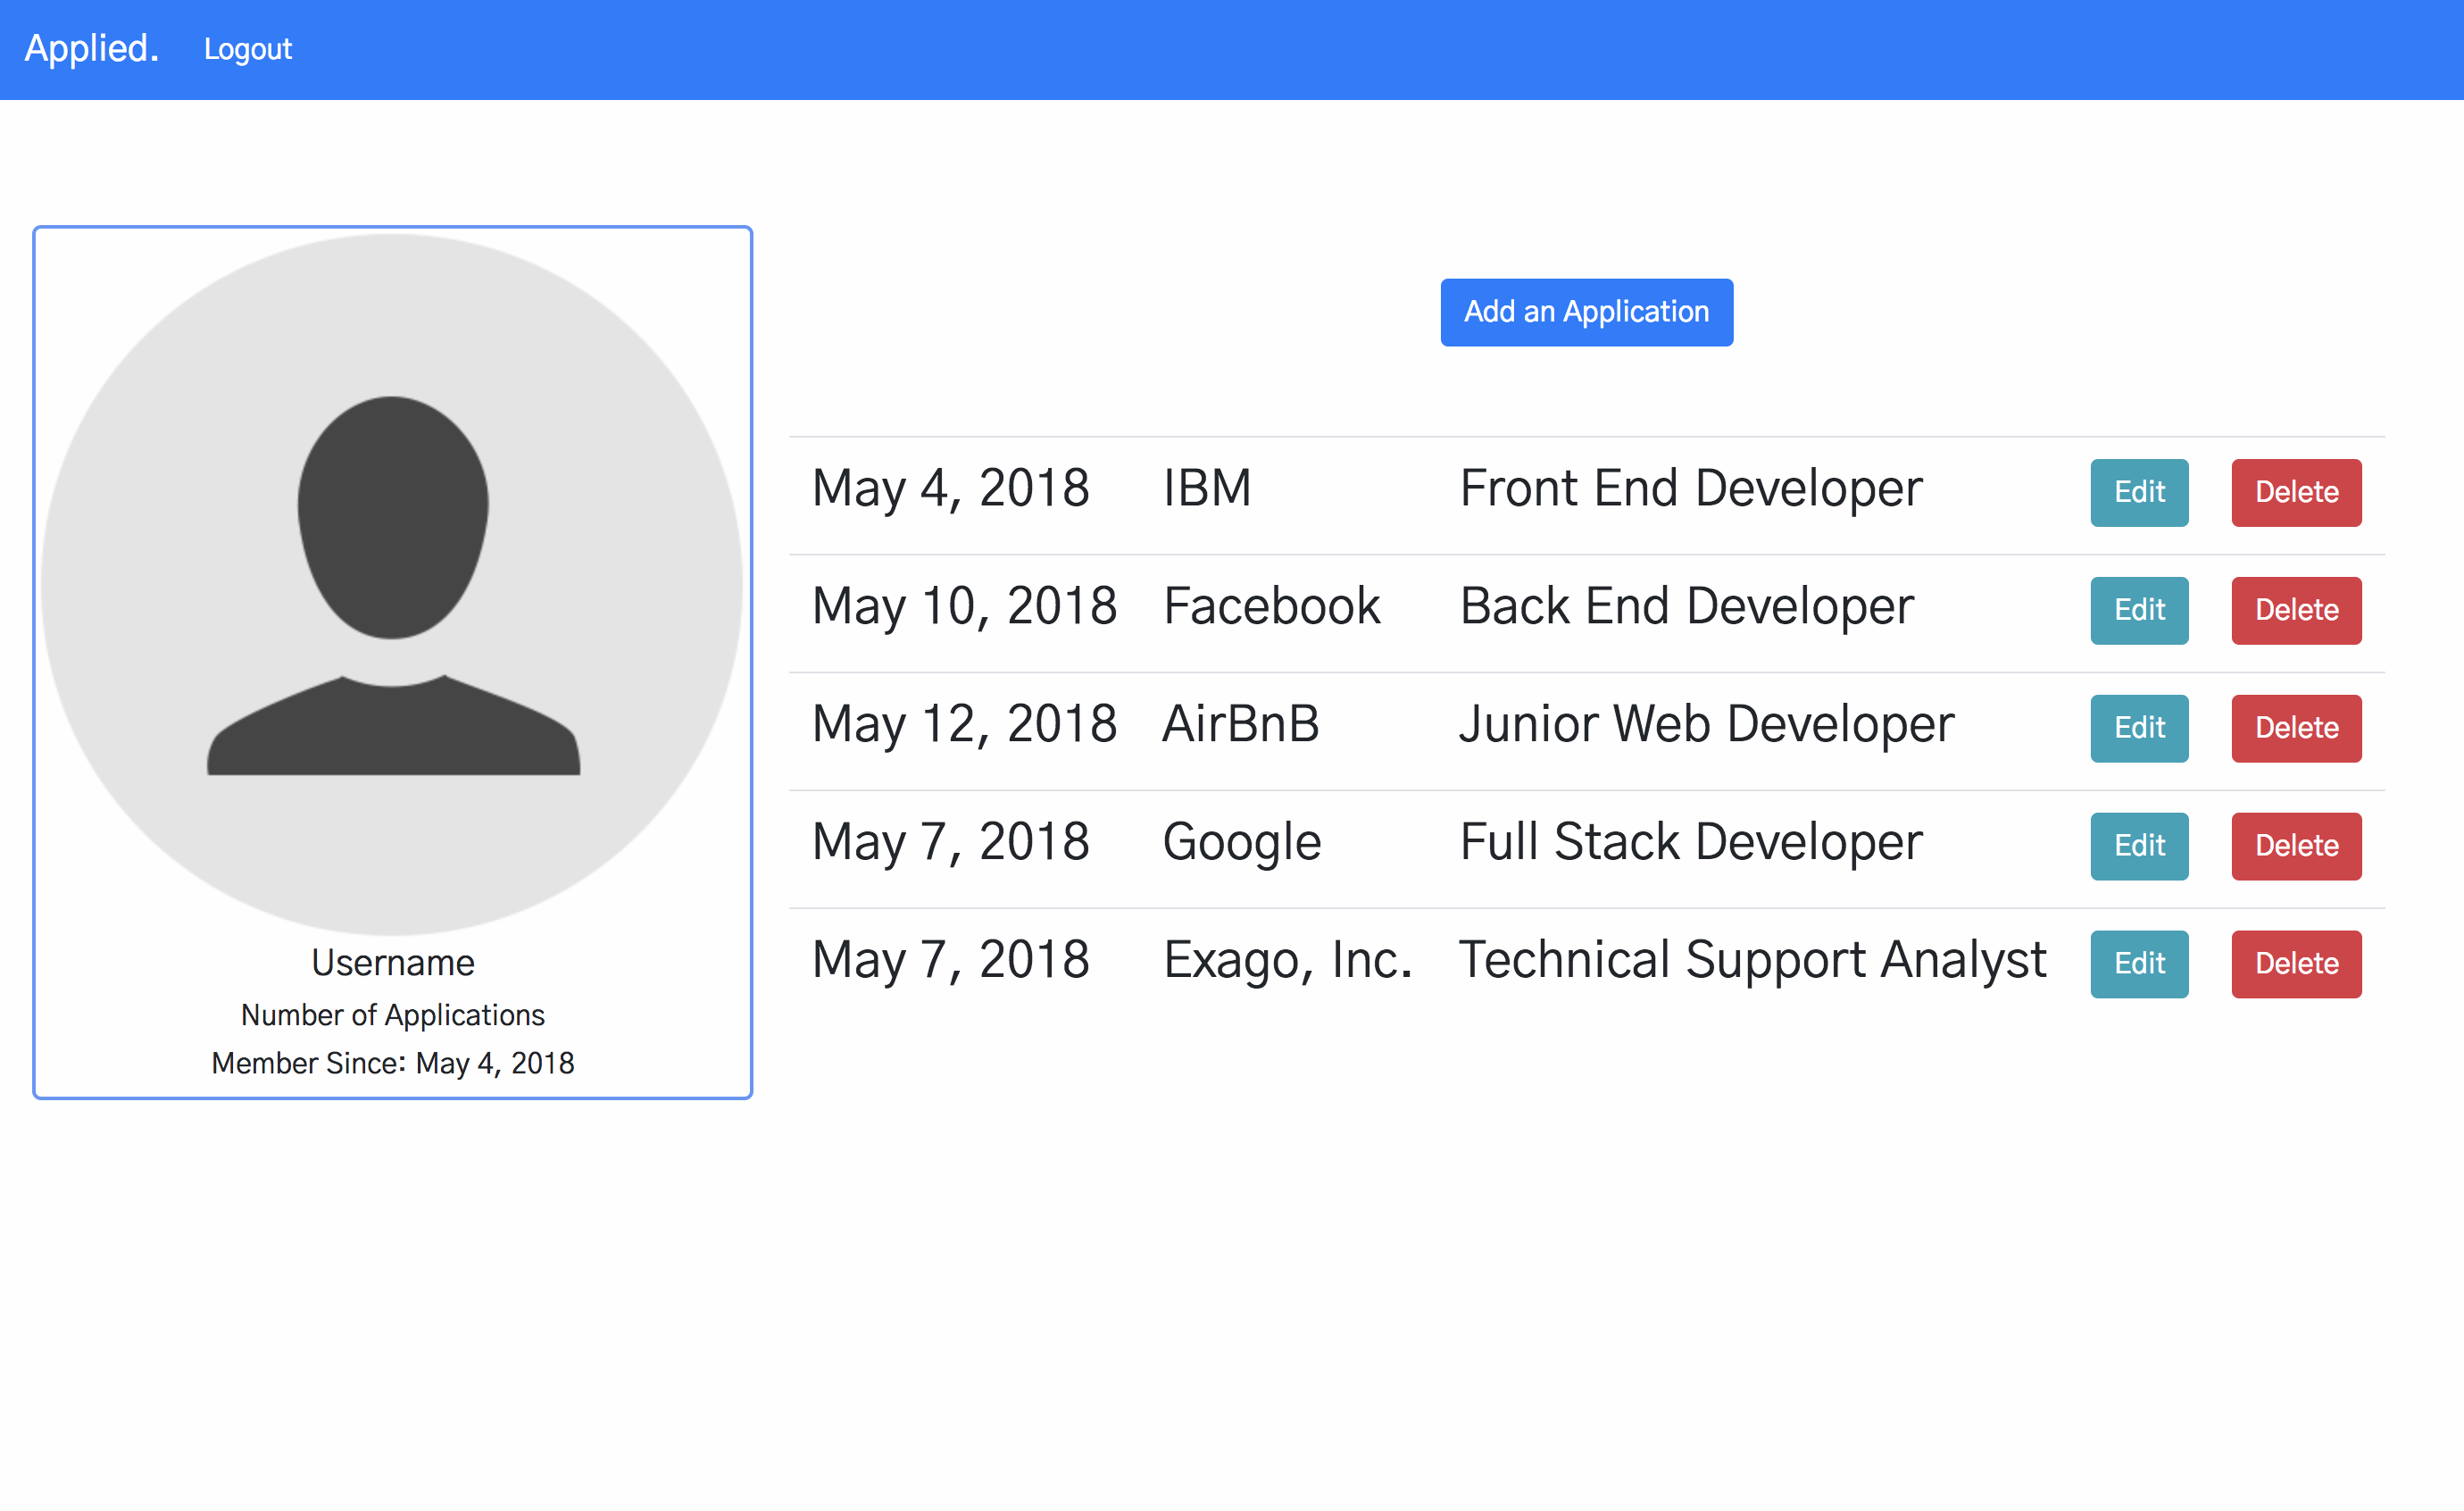 Applied. Logout
Add an Application
May 4, 2018 IBM Front End Developer Edit Delete
May 10, 2018 Facebook Back End Developer Edit Delete
May 12, 2018 AirBnB Junior Web Developer Edit Delete
May 7, 2018 Google Full Stack Developer Edit Delete
May 7, 2018 Exago, Inc. Technical Support Analyst Edit Delete
Username
Number of Applications
Member Since: May 4, 2018